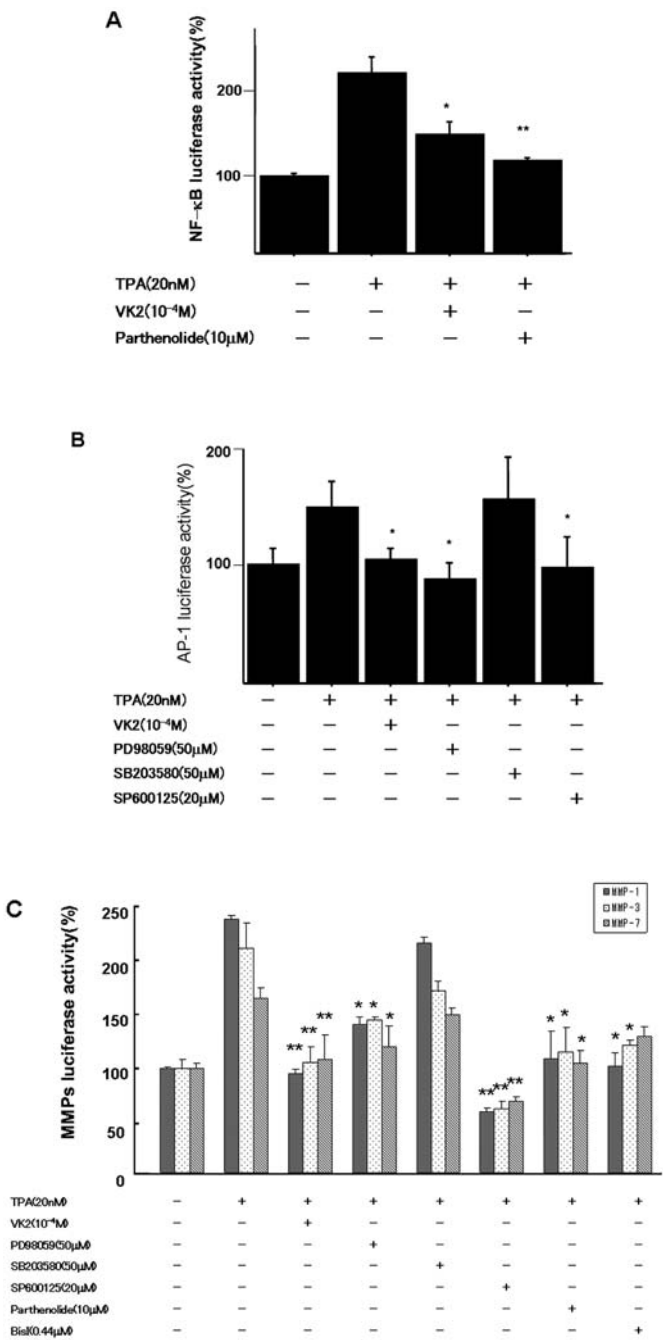 A
NF-κB luciferase activity(%)
200
100
* **
TPA(20nM) − + + +
VK2(10⁻⁴M) − − + −
Parthenolide(10μM) − − − +
B
AP-1 luciferase activity(%)
200
100
* * *
TPA(20nM) − + + + + +
VK2(10⁻⁴M) − − + − − −
PD98059(50μM) − − − + − −
SB203580(50μM) − − − − + −
SP600125(20μM) − − − − − +
C
MMPs luciferase activity(%)
MMP-1
MMP-3
MMP-7
250
200
150
100
50
0
** ** ** * * * ** ** ** * * * * *
TPA(20nM) − + + + + + + +
VK2(10⁻⁴M) − − + − − − − −
PD98059(50μM) − − − + − − − −
SB203580(50μM) − − − − + − − −
SP600125(20μM) − − − − − + − −
Parthenolide(10μM) − − − − − − + −
BisI(0.44μM) − − − − − − − +